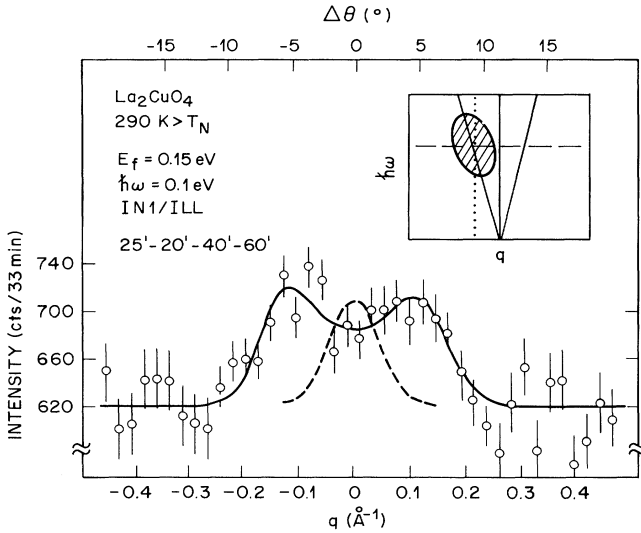 Δθ (°)
-15 -10 -5 0 5 10 15
La₂CuO₄
290 K > T_N
E_f = 0.15 eV
ℏω = 0.1 eV
IN1/ILL
25'-20'-40'-60'
ℏω
q
INTENSITY (cts/33 min)
740
700
660
620
-0.4 -0.3 -0.2 -0.1 0 0.1 0.2 0.3 0.4
q (Å⁻¹)